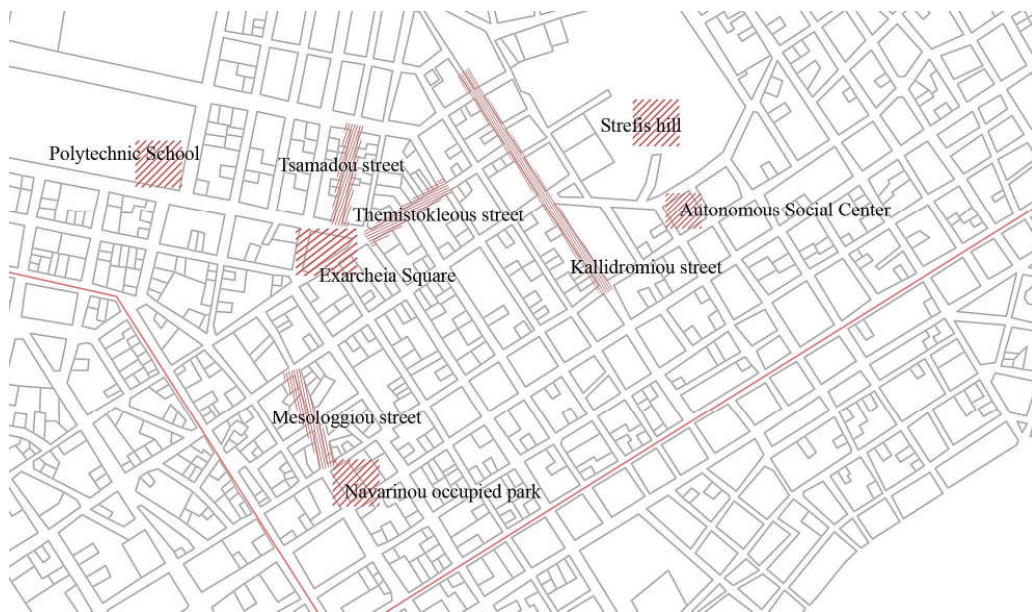 Strefis hill
Polytechnic School
Tsamadou street
Themistokleous street
Autonomous Social Center
Exarcheia Square
Kallidromiou street
Mesologgiou street
Navarinou occupied park